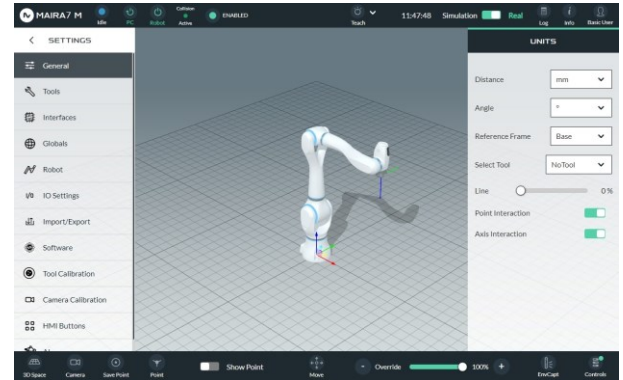 MAIRA7 M
Idle
PC
Robot
Collision
Active
ENABLED
Teach
11:47:48
Simulation
Real
Log
Info
Basic User
SETTINGS
General
Tools
Interfaces
Globals
Robot
I/O
IO Settings
Import/Export
Software
Tool Calibration
Camera Calibration
HMI Buttons
UNITS
Distance
mm
Angle
°
Reference Frame
Base
Select Tool
NoTool
Line
0 %
Point Interaction
Axis Interaction
3D Space
Camera
Save Point
Point
Show Point
Move
-
Override
100%
+
EnvCapt
Controls